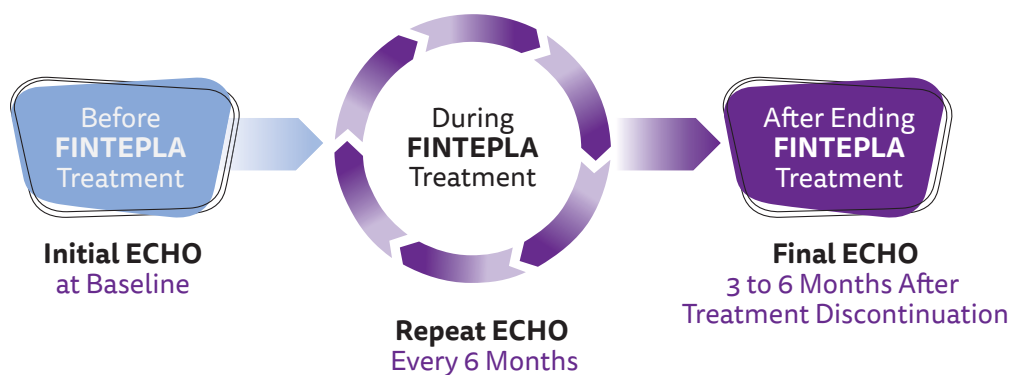 Before
FINTEPLA
Treatment
Initial ECHO
at Baseline
During
FINTEPLA
Treatment
Repeat ECHO
Every 6 Months
After Ending
FINTEPLA
Treatment
Final ECHO
3 to 6 Months After
Treatment Discontinuation